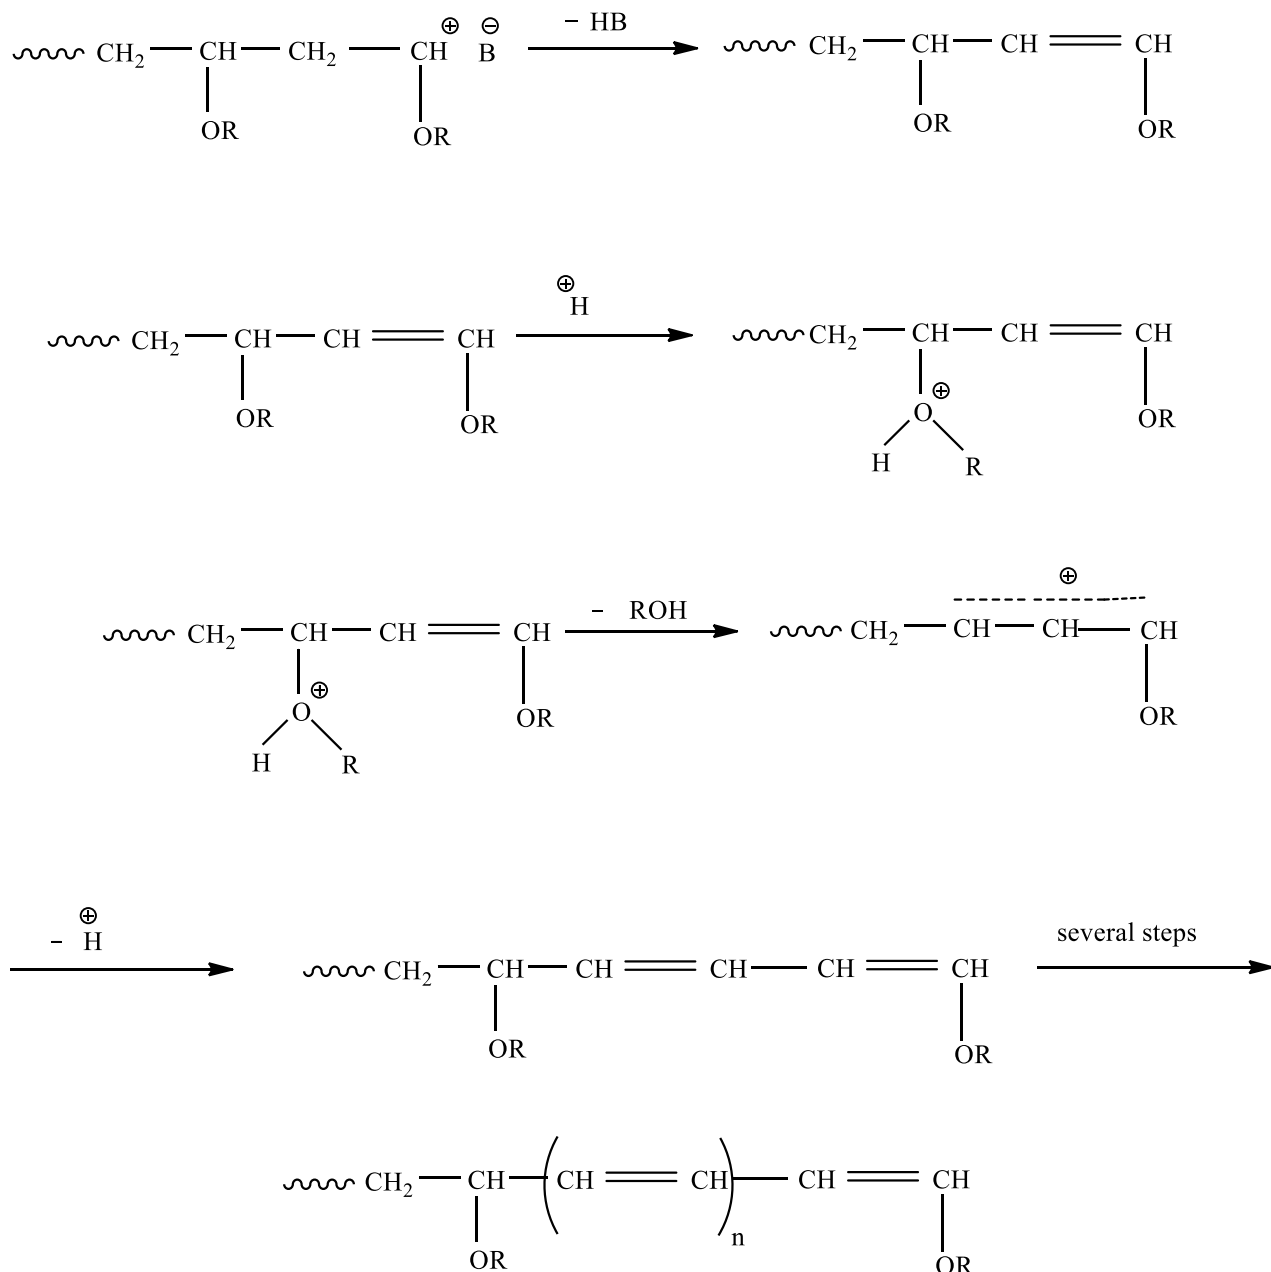 ⊕ ⊖ − HB
CH₂ CH CH₂ CH B CH₂ CH CH CH
OR OR OR OR
⊕
H
CH₂ CH CH CH CH₂ CH CH CH
OR OR O ⊕ OR
H R
⊕
− ROH
CH₂ CH CH CH CH₂ CH CH CH
⊕
O OR OR
H R
⊕
− H several steps
CH₂ CH CH CH CH CH
OR OR
CH₂ CH ( CH CH )n CH CH
OR OR